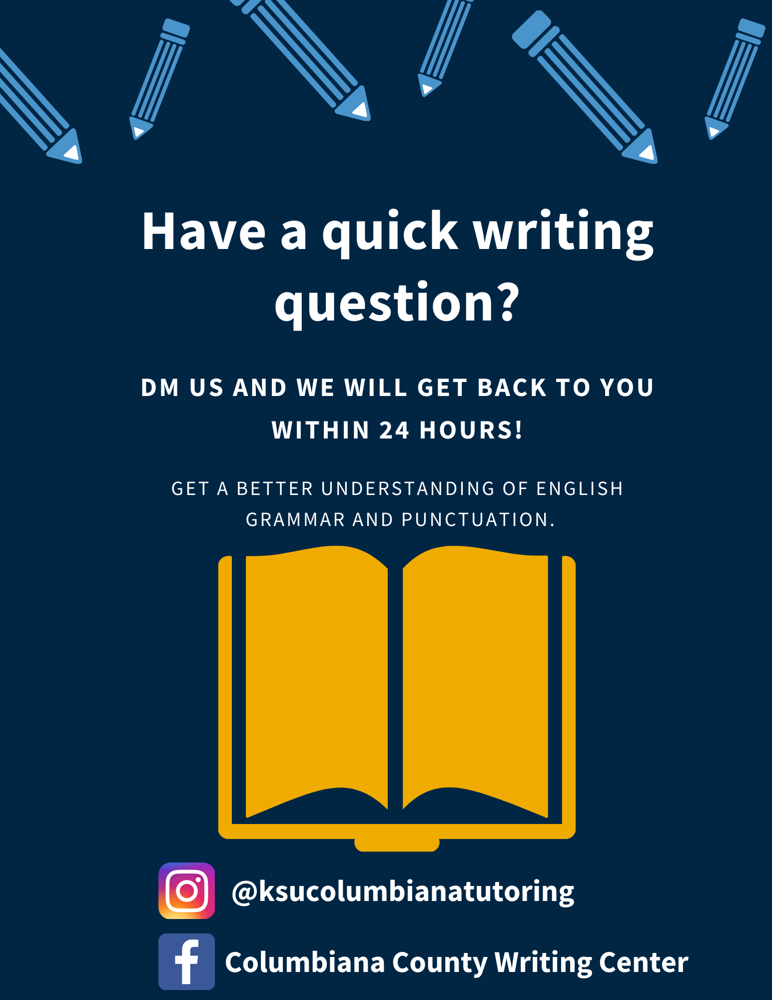 Have a quick writing
question?
DM US AND WE WILL GET BACK TO YOU
WITHIN 24 HOURS!
GET A BETTER UNDERSTANDING OF ENGLISH
GRAMMAR AND PUNCTUATION.
@ksucolumbianatutoring
Columbiana County Writing Center